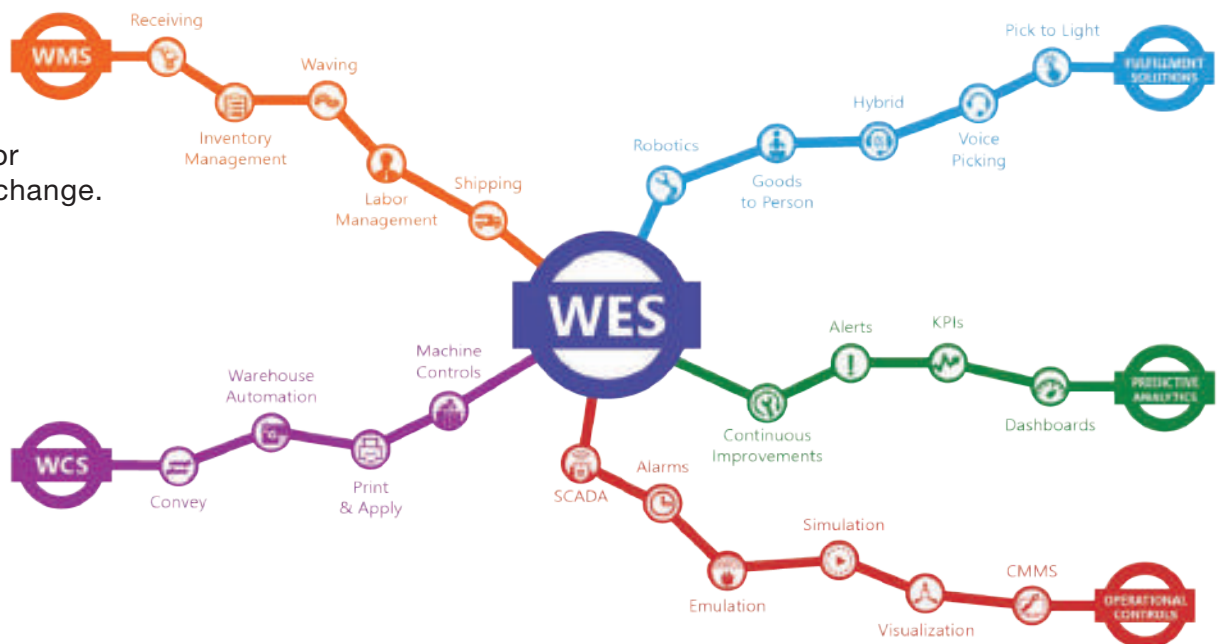 WMS
Receiving
Inventory
Management
Waving
Labor
Management
Shipping
or
change.
Robotics
Goods
to Person
Hybrid
Voice
Picking
Pick to Light
FULFILLMENT
SOLUTIONS
WES
Machine
Controls
Warehouse
Automation
Print
& Apply
Convey
WCS
Continuous
Improvements
Alerts
KPIs
Dashboards
PREDICTIVE
ANALYTICS
SCADA
Alarms
Emulation
Simulation
Visualization
CMMS
OPERATIONAL
CONTROLS